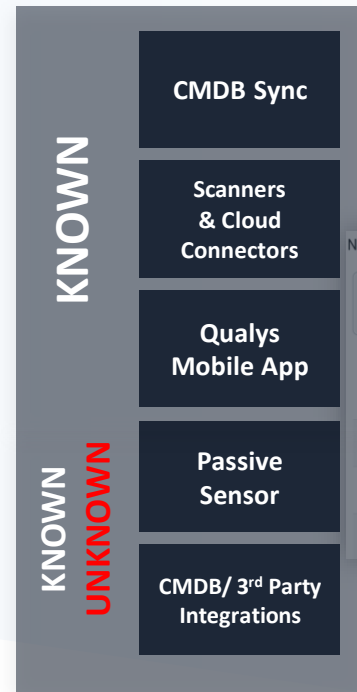 KNOWN
CMDB Sync
Scanners
& Cloud
Connectors
Qualys
Mobile App
KNOWN
UNKNOWN
Passive
Sensor
CMDB/ 3rd Party
Integrations
N